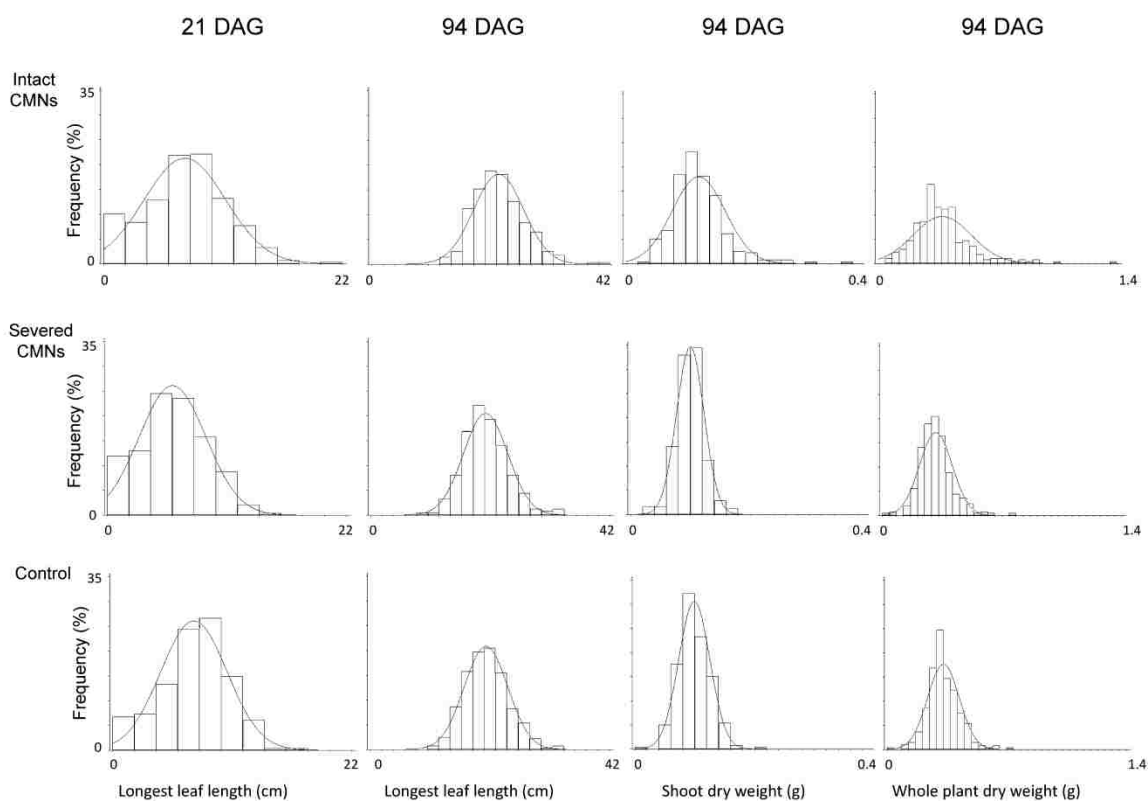 21 DAG 94 DAG 94 DAG 94 DAG
Intact
CMNs
35
Frequency (%)
0
0 22 0 42 0 0.4 0 1.4
Severed
CMNs
35
Frequency (%)
0
0 22 0 42 0 0.4 0 1.4
Control
35
Frequency (%)
0
0 22 0 42 0 0.4 0 1.4
Longest leaf length (cm) Longest leaf length (cm) Shoot dry weight (g) Whole plant dry weight (g)